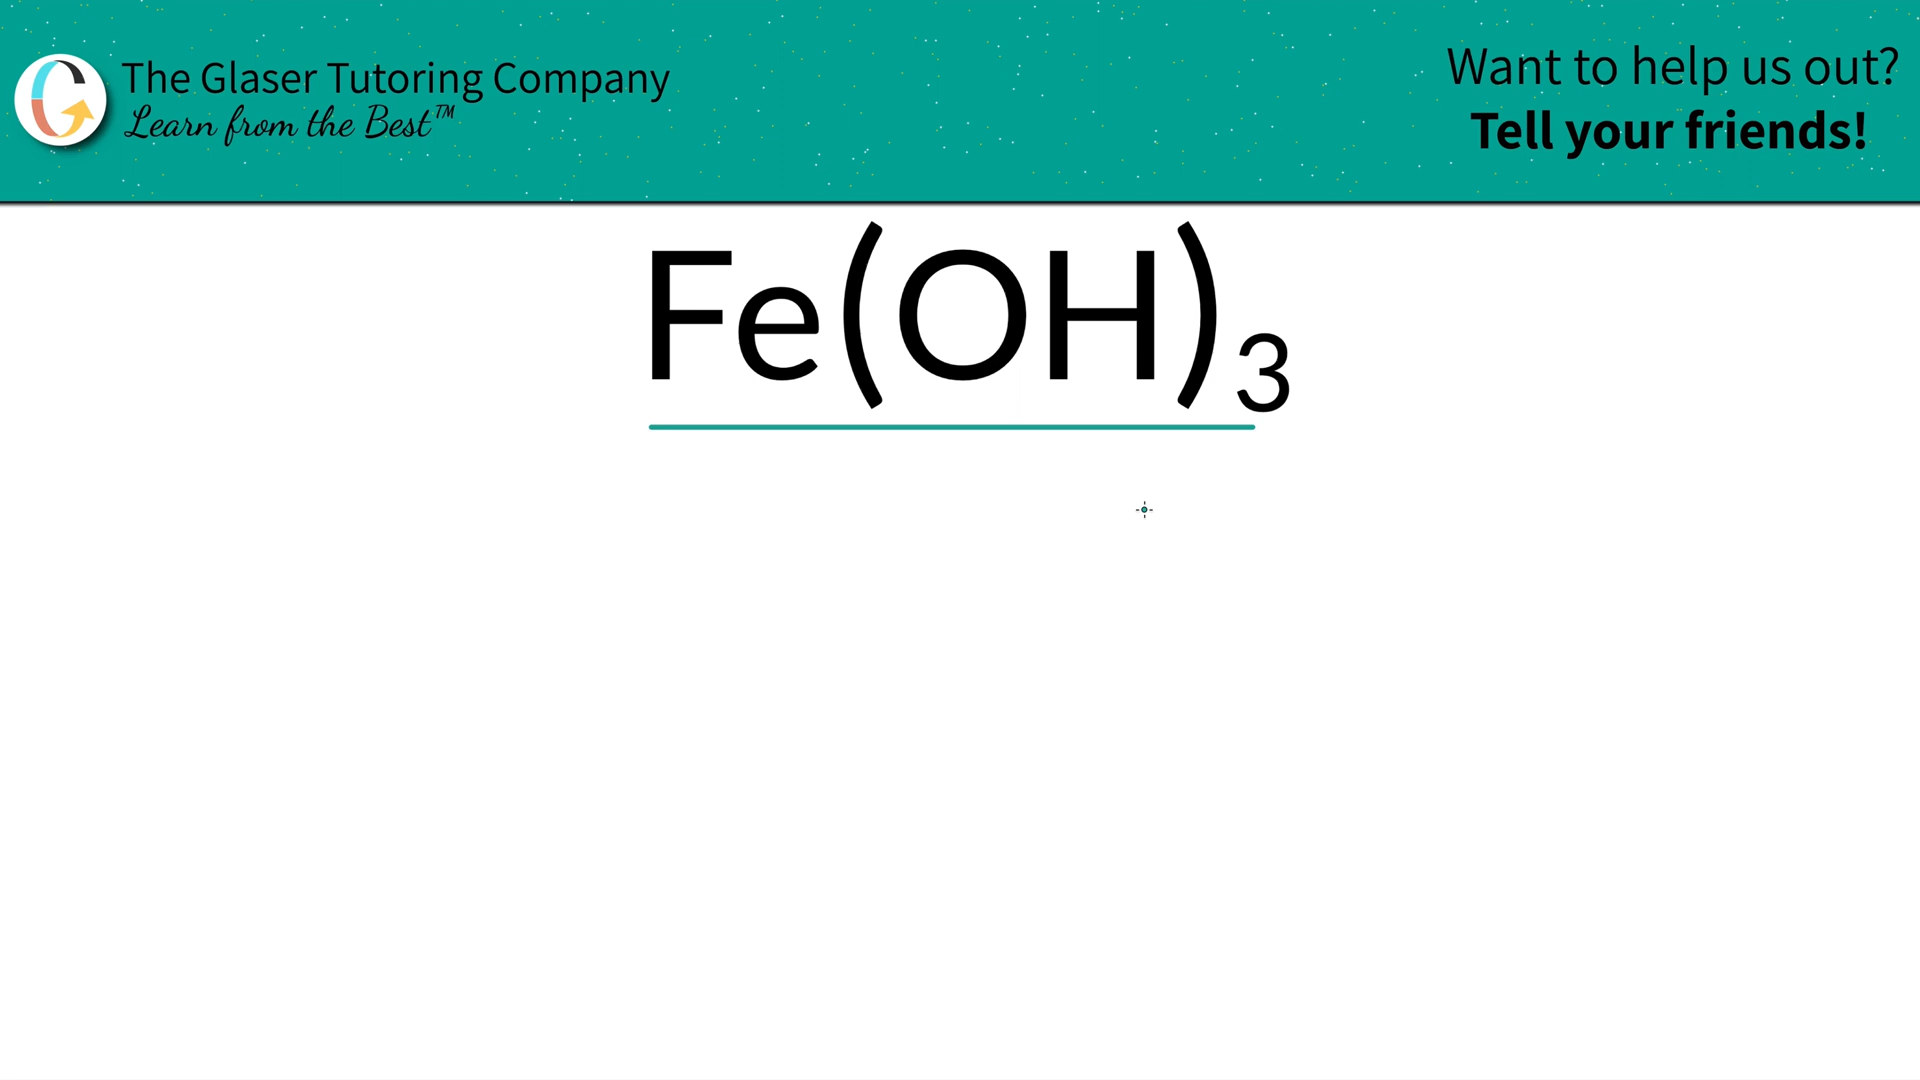 The Glaser Tutoring Company
Learn from the Best™
Want to help us out?
Tell your friends!
Fe(OH)₃